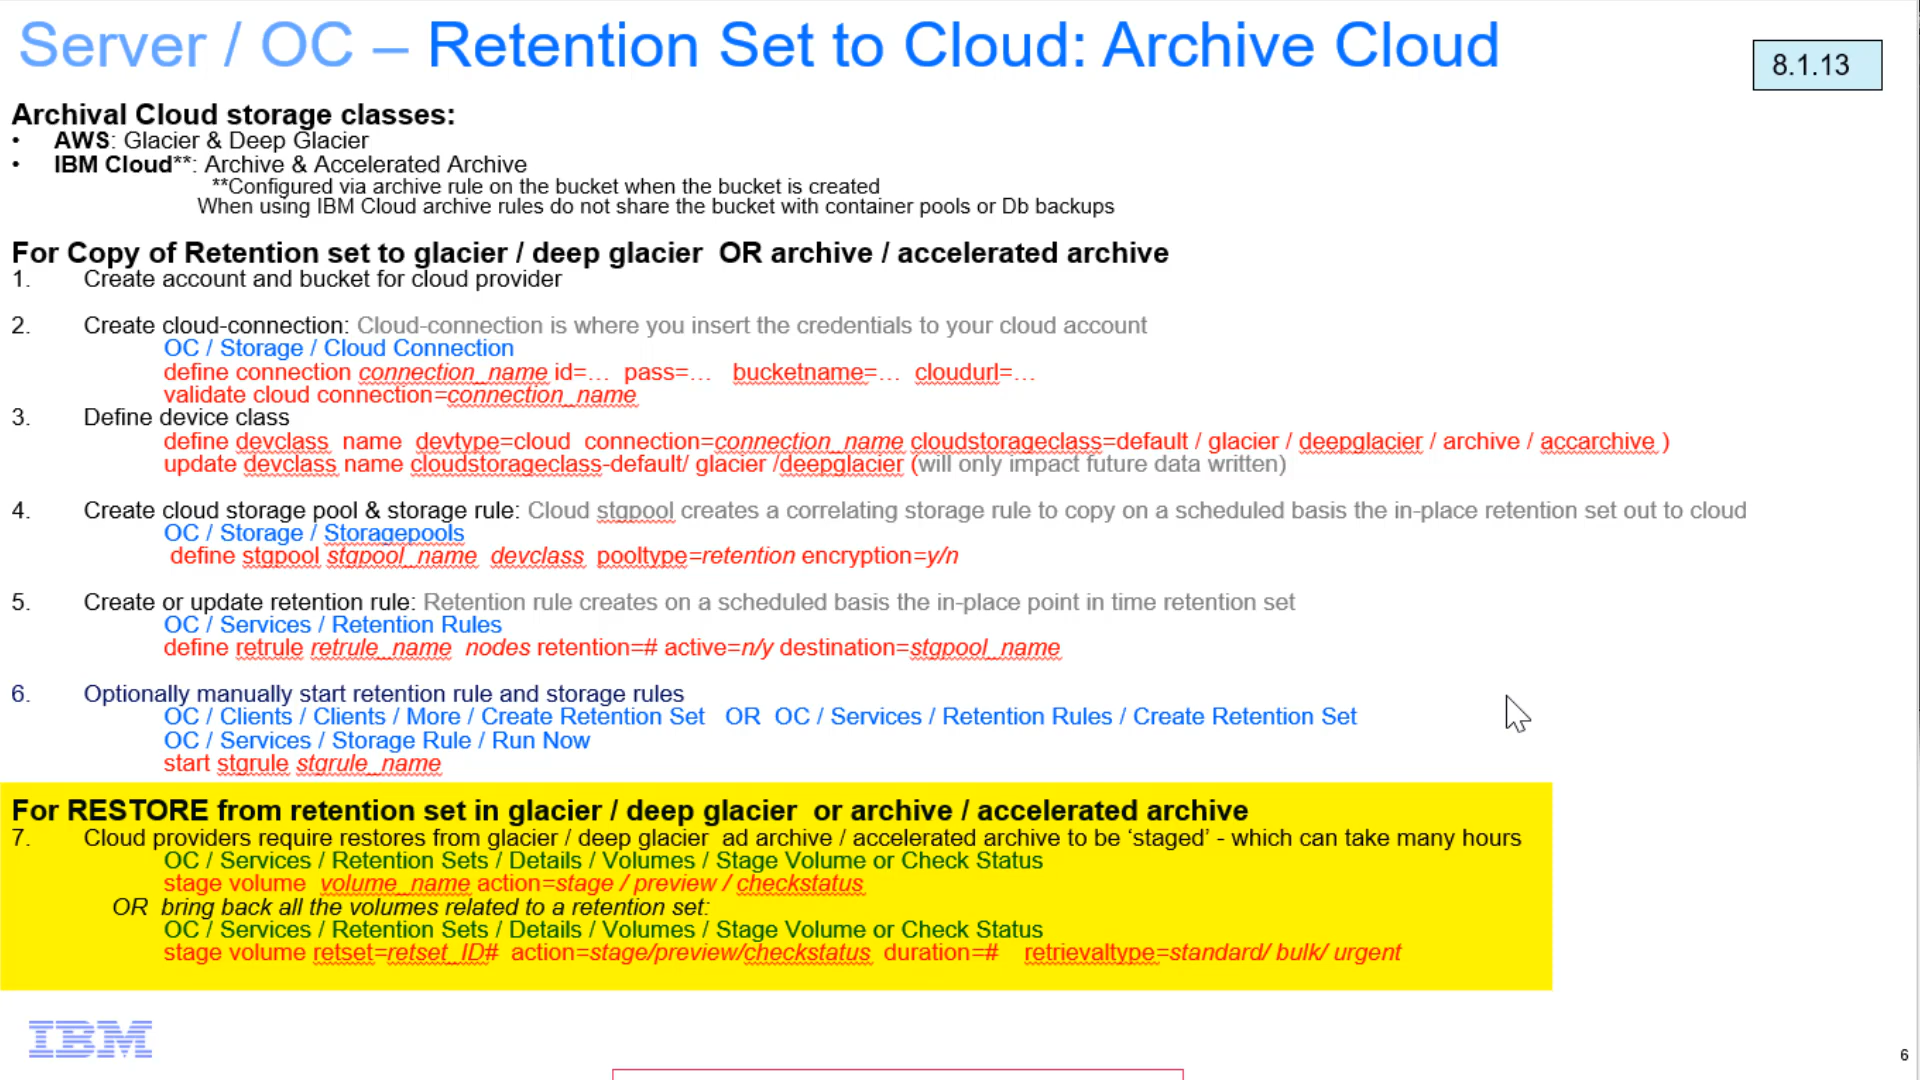 Server / OC – Retention Set to Cloud: Archive Cloud
8.1.13
Archival Cloud storage classes:
• AWS: Glacier & Deep Glacier
• IBM Cloud**: Archive & Accelerated Archive
**Configured via archive rule on the bucket when the bucket is created
When using IBM Cloud archive rules do not share the bucket with container pools or Db backups
For Copy of Retention set to glacier / deep glacier OR archive / accelerated archive
1. Create account and bucket for cloud provider
2. Create cloud-connection: Cloud-connection is where you insert the credentials to your cloud account
OC / Storage / Cloud Connection
define connection connection_name id=… pass=… bucketname=… cloudurl=…
validate cloud connection=connection_name
3. Define device class
define devclass name devtype=cloud connection=connection_name cloudstorageclass=default / glacier / deepglacier / archive / accarchive )
update devclass name cloudstorageclass-default/ glacier /deepglacier (will only impact future data written)
4. Create cloud storage pool & storage rule: Cloud stgpool creates a correlating storage rule to copy on a scheduled basis the in-place retention set out to cloud
OC / Storage / Storagepools
define stgpool stgpool_name devclass pooltype=retention encryption=y/n
5. Create or update retention rule: Retention rule creates on a scheduled basis the in-place point in time retention set
OC / Services / Retention Rules
define retrule retrule_name nodes retention=# active=n/y destination=stgpool_name
6. Optionally manually start retention rule and storage rules
OC / Clients / Clients / More / Create Retention Set OR OC / Services / Retention Rules / Create Retention Set
OC / Services / Storage Rule / Run Now
start stgrule stgrule_name
For RESTORE from retention set in glacier / deep glacier or archive / accelerated archive
7. Cloud providers require restores from glacier / deep glacier ad archive / accelerated archive to be ‘staged’ - which can take many hours
OC / Services / Retention Sets / Details / Volumes / Stage Volume or Check Status
stage volume volume_name action=stage / preview / checkstatus
OR bring back all the volumes related to a retention set:
OC / Services / Retention Sets / Details / Volumes / Stage Volume or Check Status
stage volume retset=retset_ID# action=stage/preview/checkstatus duration=# retrievaltype=standard/ bulk/ urgent
IBM
6